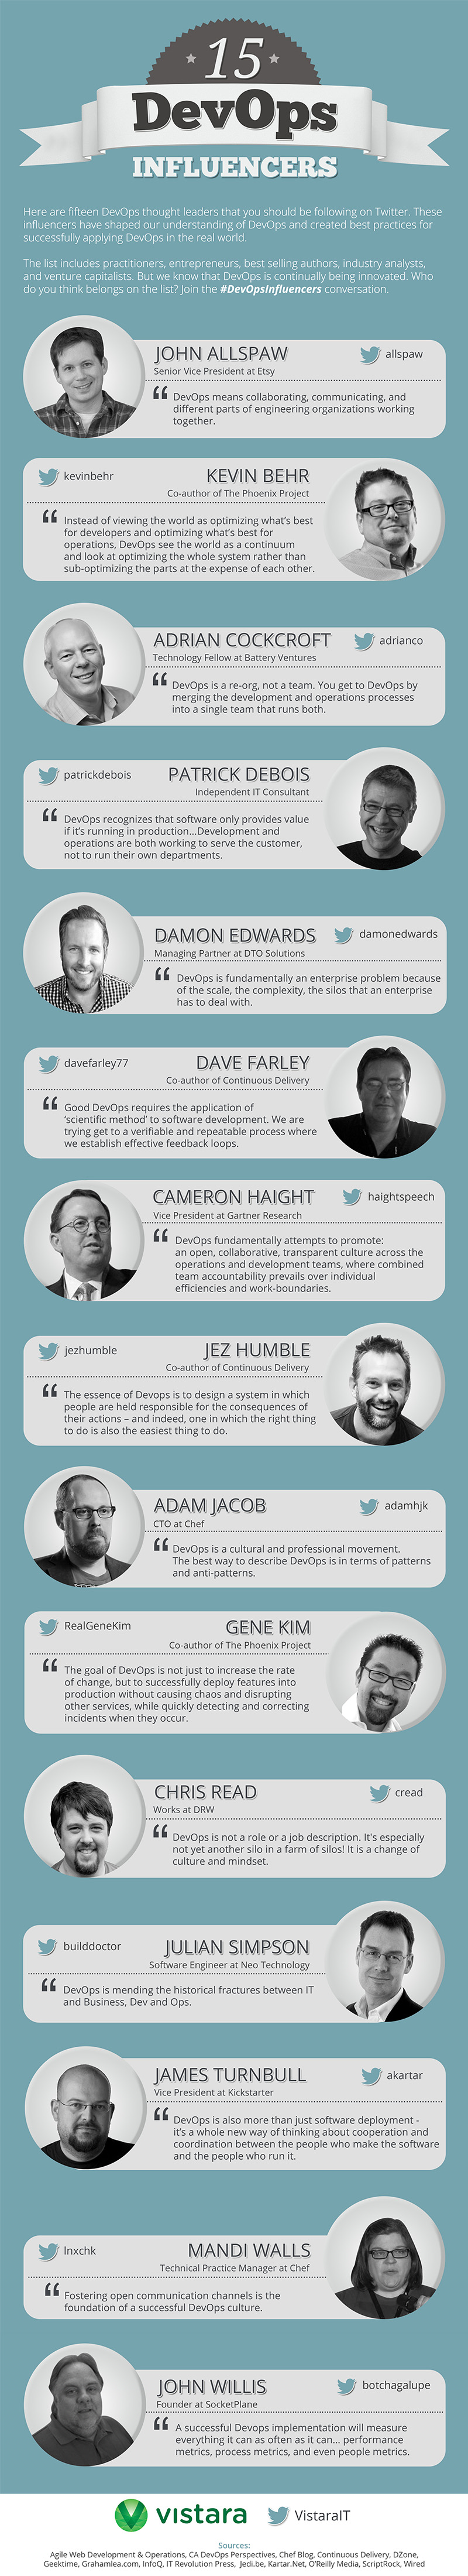 15
DevOps
INFLUENCERS
Here are fifteen DevOps thought leaders that you should be following on Twitter. These
influencers have shaped our understanding of DevOps and created best practices for
successfully applying DevOps in the real world.
The list includes practitioners, entrepreneurs, best selling authors, industry analysts,
and venture capitalists. But we know that DevOps is continually being innovated. Who
do you think belongs on the list? Join the #DevOpsInfluencers conversation.
JOHN ALLSPAW
allspaw
Senior Vice President at Etsy
“ DevOps means collaborating, communicating, and
different parts of engineering organizations working
together.
kevinbehr
KEVIN BEHR
Co-author of The Phoenix Project
“ Instead of viewing the world as optimizing what's best
for developers and optimizing what's best for
operations, DevOps see the world as a continuum
and look at optimizing the whole system rather than
sub-optimizing the parts at the expense of each other.
ADRIAN COCKCROFT
adrianco
Technology Fellow at Battery Ventures
“ DevOps is a re-org, not a team. You get to DevOps by
merging the development and operations processes
into a single team that runs both.
patrickdebois
PATRICK DEBOIS
Independent IT Consultant
“ DevOps recognizes that software only provides value
if it's running in production...Development and
operations are both working to serve the customer,
not to run their own departments.
DAMON EDWARDS
damonedwards
Managing Partner at DTO Solutions
“ DevOps is fundamentally an enterprise problem because
of the scale, the complexity, the silos that an enterprise
has to deal with.
davefarley77
DAVE FARLEY
Co-author of Continuous Delivery
“ Good DevOps requires the application of
'scientific method' to software development. We are
trying get to a verifiable and repeatable process where
we establish effective feedback loops.
CAMERON HAIGHT
haightspeech
Vice President at Gartner Research
“ DevOps fundamentally attempts to promote:
an open, collaborative, transparent culture across the
operations and development teams, where combined
team accountability prevails over individual
efficiencies and work-boundaries.
jezhumble
JEZ HUMBLE
Co-author of Continuous Delivery
“ The essence of Devops is to design a system in which
people are held responsible for the consequences of
their actions – and indeed, one in which the right thing
to do is also the easiest thing to do.
ADAM JACOB
adamhjk
CTO at Chef
“ DevOps is a cultural and professional movement.
The best way to describe DevOps is in terms of patterns
and anti-patterns.
RealGeneKim
GENE KIM
Co-author of The Phoenix Project
“ The goal of DevOps is not just to increase the rate
of change, but to successfully deploy features into
production without causing chaos and disrupting
other services, while quickly detecting and correcting
incidents when they occur.
CHRIS READ
cread
Works at DRW
“ DevOps is not a role or a job description. It's especially
not yet another silo in a farm of silos! It is a change of
culture and mindset.
builddoctor
JULIAN SIMPSON
Software Engineer at Neo Technology
“ DevOps is mending the historical fractures between IT
and Business, Dev and Ops.
JAMES TURNBULL
akartar
Vice President at Kickstarter
“ DevOps is also more than just software deployment -
it's a whole new way of thinking about cooperation and
coordination between the people who make the software
and the people who run it.
lnxchk
MANDI WALLS
Technical Practice Manager at Chef
“ Fostering open communication channels is the
foundation of a successful DevOps culture.
JOHN WILLIS
botchagalupe
Founder at SocketPlane
“ A successful Devops implementation will measure
everything it can as often as it can... performance
metrics, process metrics, and even people metrics.
vistara
VistaraIT
Sources:
Agile Web Development & Operations, CA DevOps Perspectives, Chef Blog, Continuous Delivery, DZone,
Geektime, Grahamlea.com, InfoQ, IT Revolution Press, Jedi.be, Kartar.Net, O'Reilly Media, ScriptRock, Wired